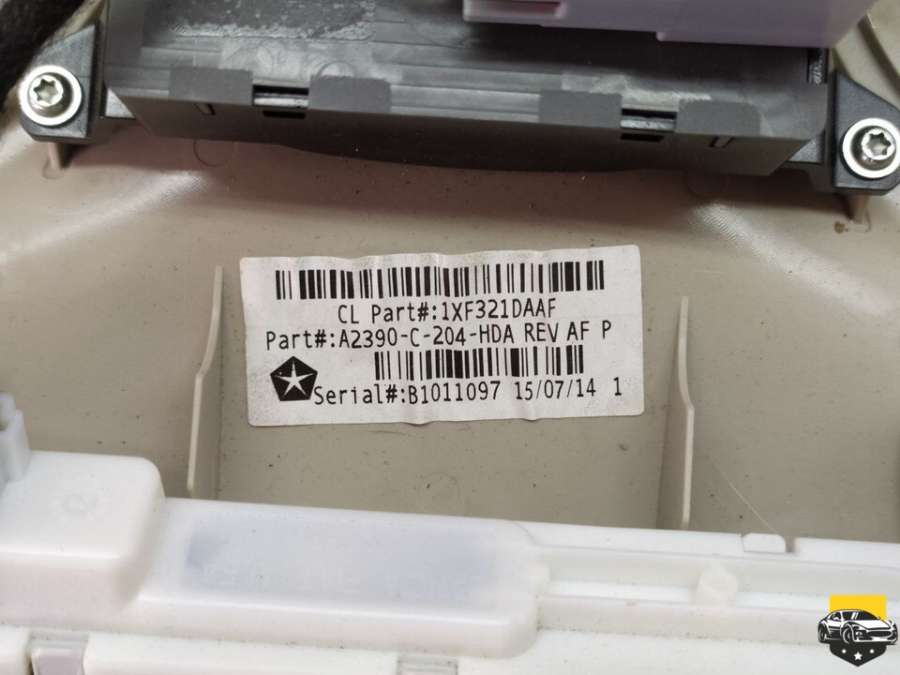 CL Part#:1XF321DAAF
Part#:A2390-C-204-HDA REV AF P
Serial#:B1011097 15/07/14 1